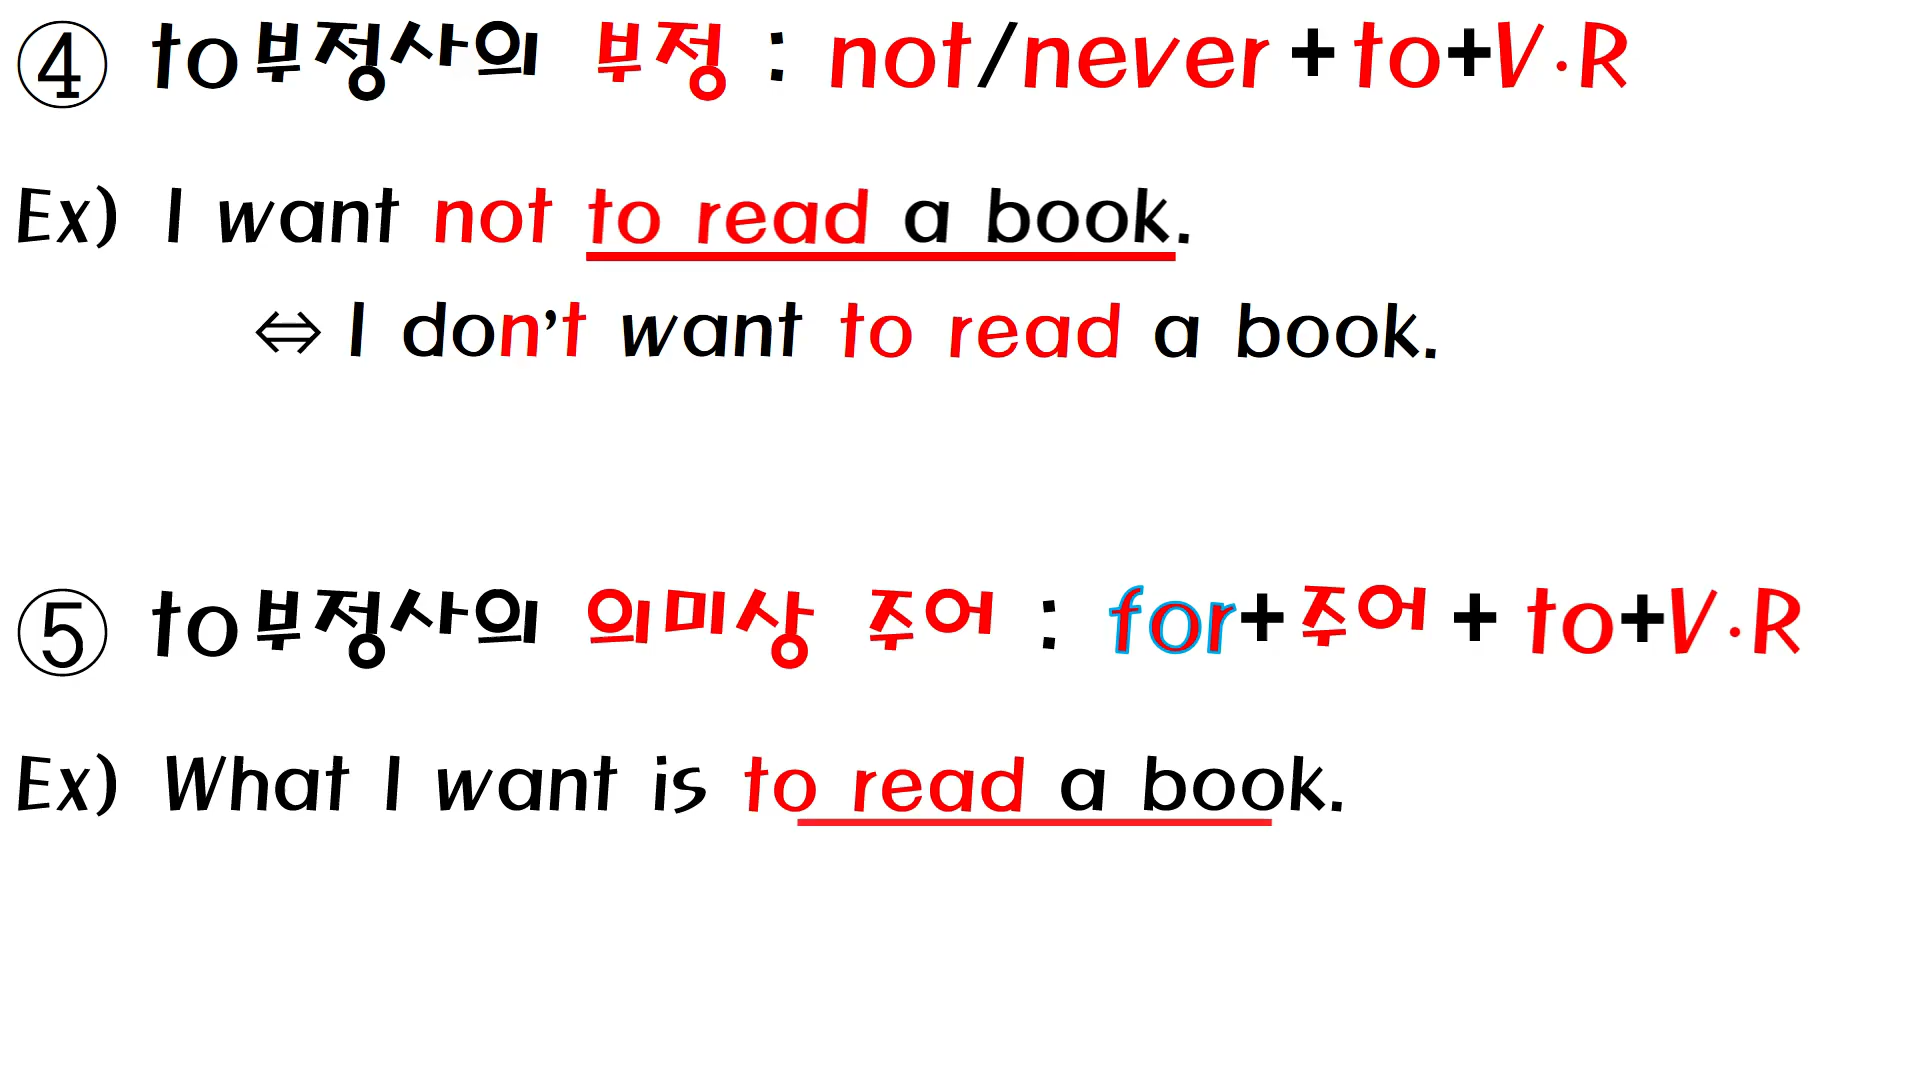 ④ to부정사의 부정 : not/never + to+V·R
Ex) I want not to read a book.
⇔ I don’t want to read a book.
⑤ to부정사의 의미상 주어 : for+주어 + to+V·R
Ex) What I want is to read a book.